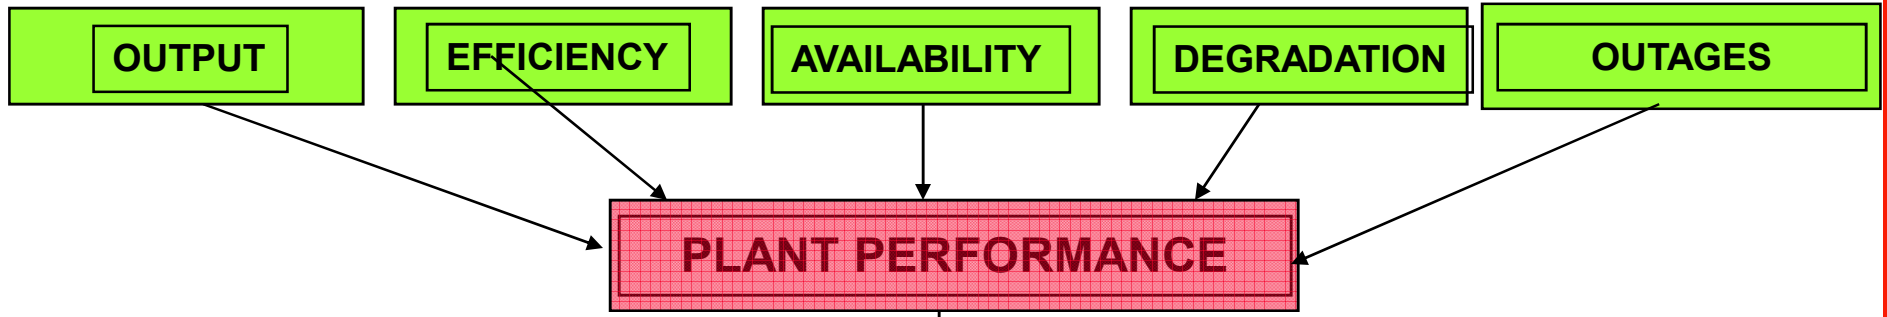 OUTPUT
EFFICIENCY
AVAILABILITY
DEGRADATION
OUTAGES
PLANT PERFORMANCE